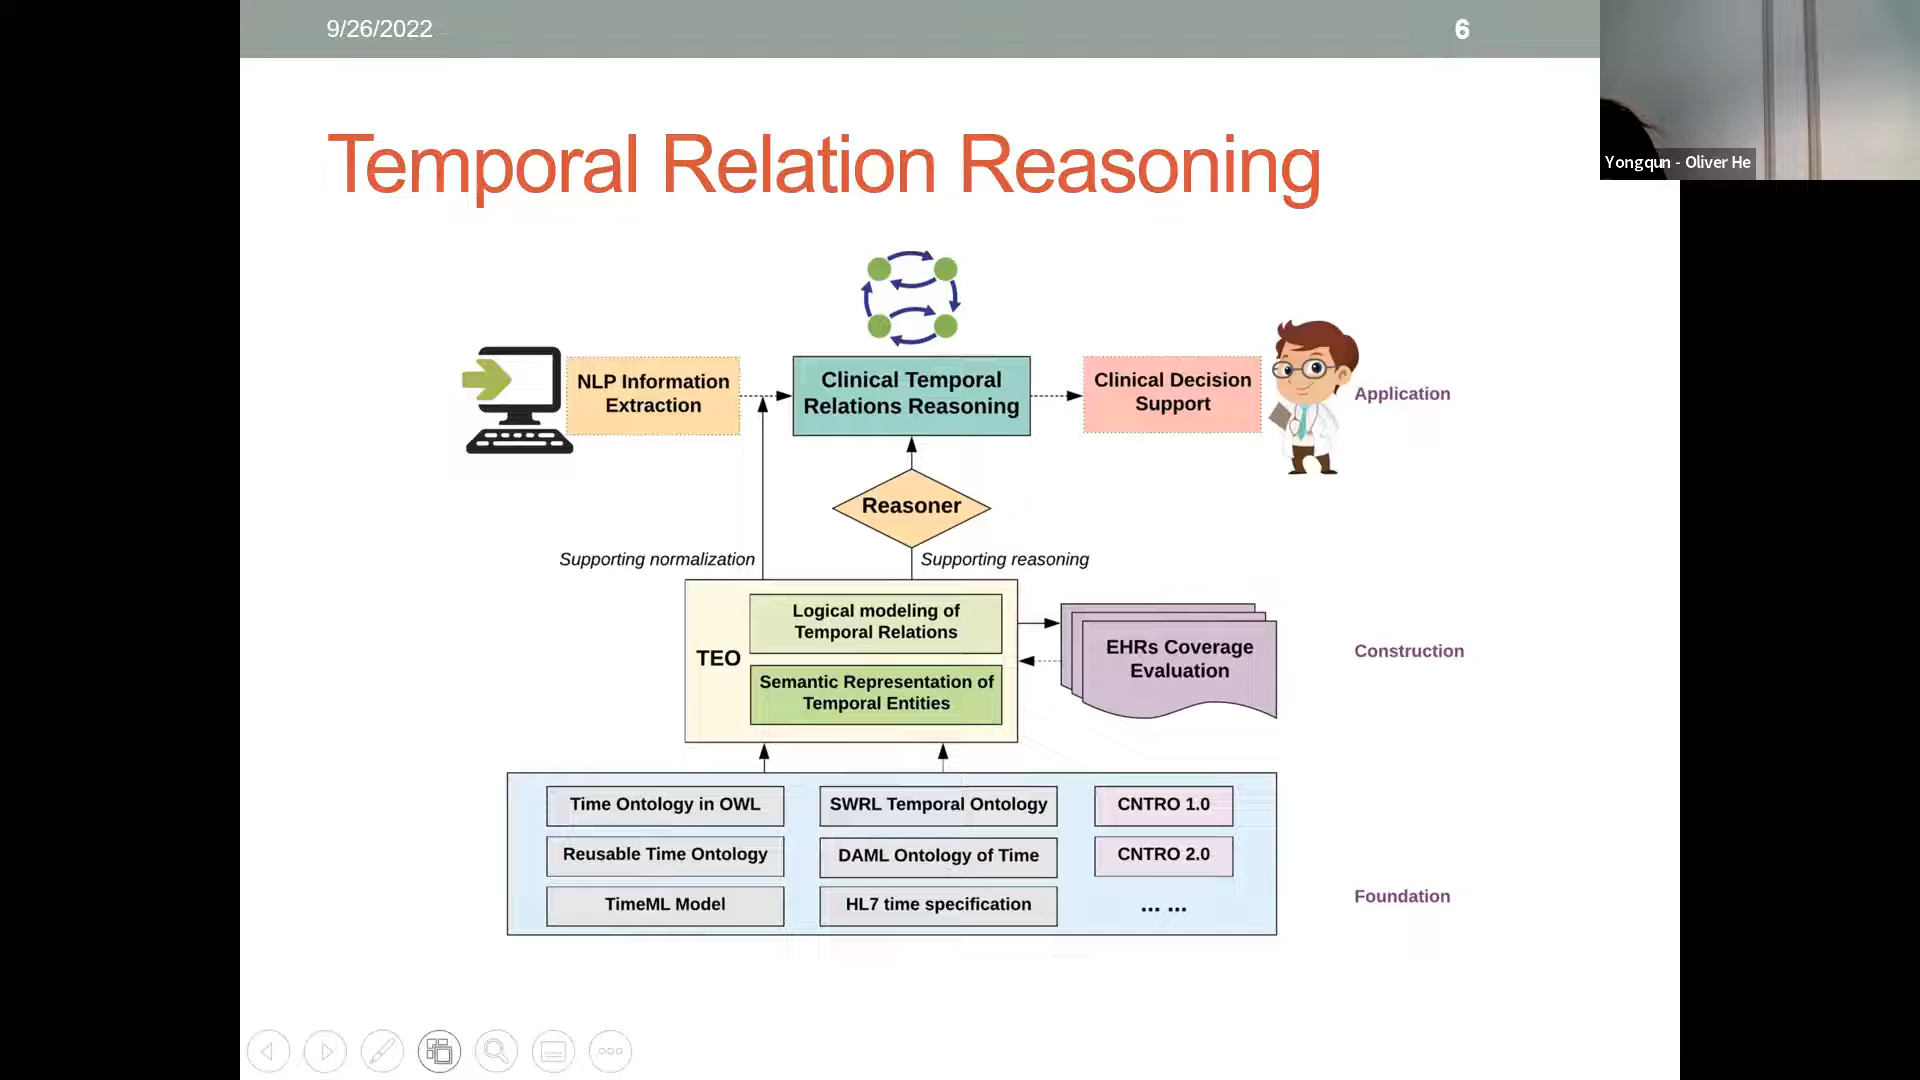 9/26/2022
6
Yongqun - Oliver He
Temporal Relation Reasoning
NLP Information
Extraction
Clinical Temporal
Relations Reasoning
Clinical Decision
Support
Application
Reasoner
Supporting normalization
Supporting reasoning
TEO
Logical modeling of
Temporal Relations
Semantic Representation of
Temporal Entities
EHRs Coverage
Evaluation
Construction
Time Ontology in OWL
SWRL Temporal Ontology
CNTRO 1.0
Reusable Time Ontology
DAML Ontology of Time
CNTRO 2.0
TimeML Model
HL7 time specification
... ...
Foundation